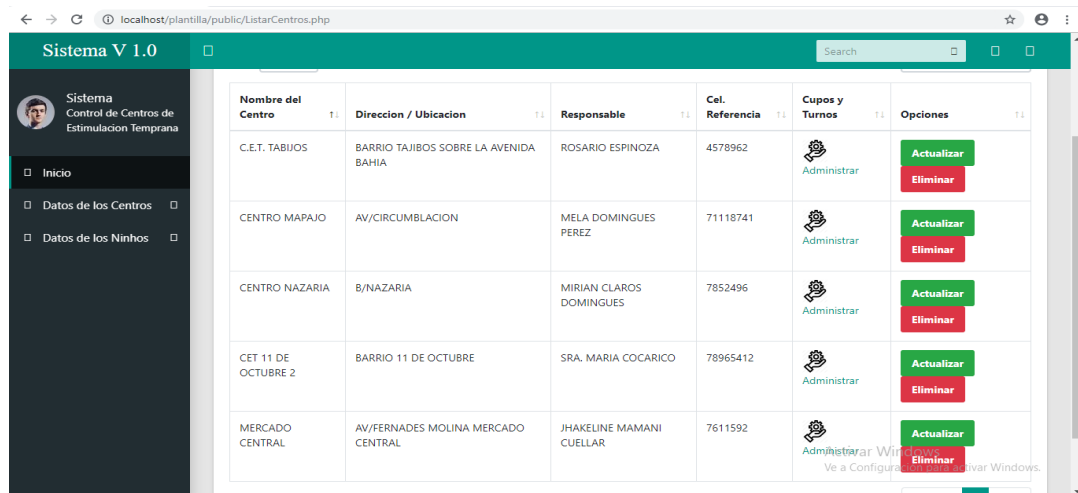 localhost/plantilla/public/ListarCentros.php
Sistema V 1.0
Search
Sistema
Control de Centros de
Estimulacion Temprana
Inicio
Datos de los Centros
Datos de los Ninhos
Nombre del
Centro
Direccion / Ubicacion
Responsable
Cel.
Referencia
Cupos y
Turnos
Opciones
C.E.T. TABIJOS
BARRIO TAJIBOS SOBRE LA AVENIDA
BAHIA
ROSARIO ESPINOZA
4578962
Administrar
Actualizar
Eliminar
CENTRO MAPAJO
AV/CIRCUMBLACION
MELA DOMINGUES
PEREZ
71118741
Administrar
Actualizar
Eliminar
CENTRO NAZARIA
B/NAZARIA
MIRIAN CLAROS
DOMINGUES
7852496
Administrar
Actualizar
Eliminar
CET 11 DE
OCTUBRE 2
BARRIO 11 DE OCTUBRE
SRA. MARIA COCARICO
78965412
Administrar
Actualizar
Eliminar
MERCADO
CENTRAL
AV/FERNADES MOLINA MERCADO
CENTRAL
JHAKELINE MAMANI
CUELLAR
7611592
Administrar
Actualizar
Eliminar
Activar Windows
Ve a Configuración para activar Windows.